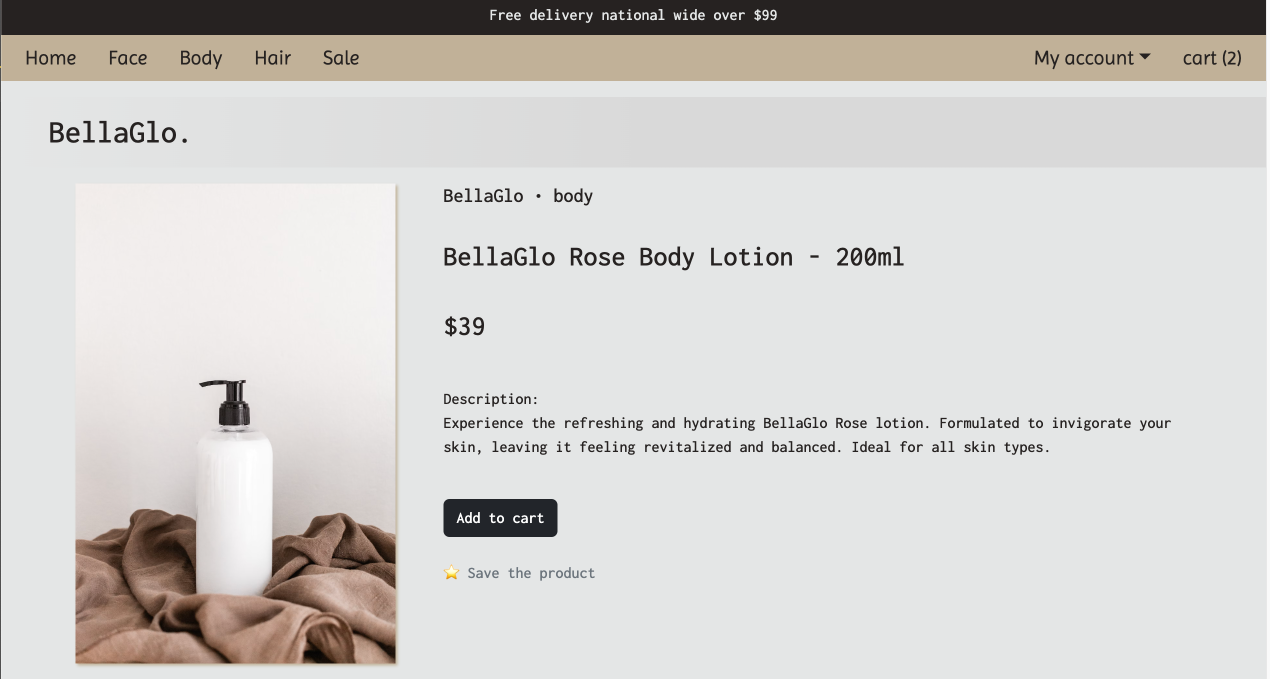 Free delivery national wide over $99
Home Face Body Hair Sale My account cart (2)
BellaGlo.
BellaGlo • body
BellaGlo Rose Body Lotion - 200ml
$39
Description:
Experience the refreshing and hydrating BellaGlo Rose lotion. Formulated to invigorate your
skin, leaving it feeling revitalized and balanced. Ideal for all skin types.
Add to cart
⭐ Save the product